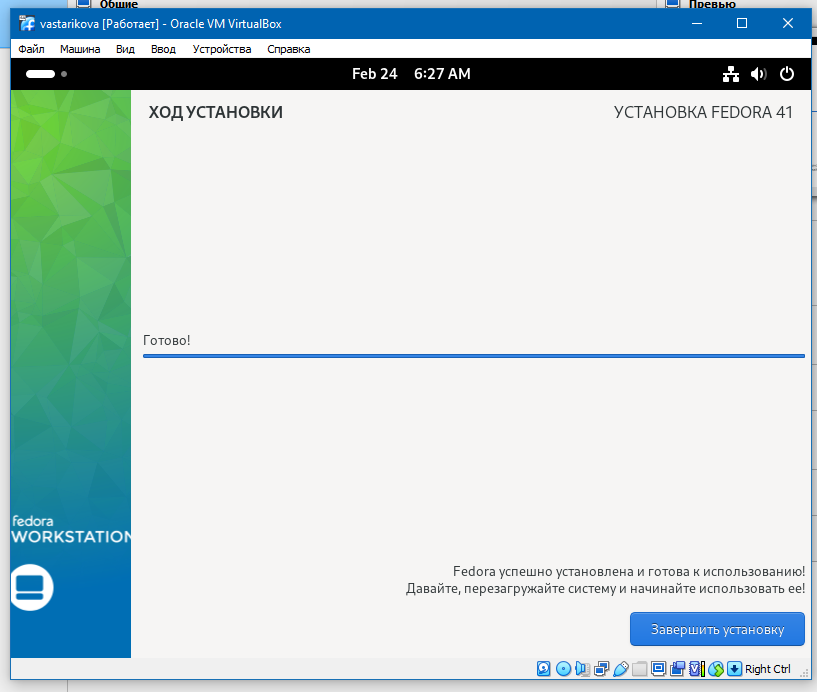 Общие
Превью
vastarikova [Работает] - Oracle VM VirtualBox
Файл Машина Вид Ввод Устройства Справка
Feb 24 6:27 AM
ХОД УСТАНОВКИ
УСТАНОВКА FEDORA 41
Готово!
fedora
WORKSTATION
Fedora успешно установлена и готова к использованию!
Давайте, перезагружайте систему и начинайте использовать ее!
Завершить установку
Right Ctrl